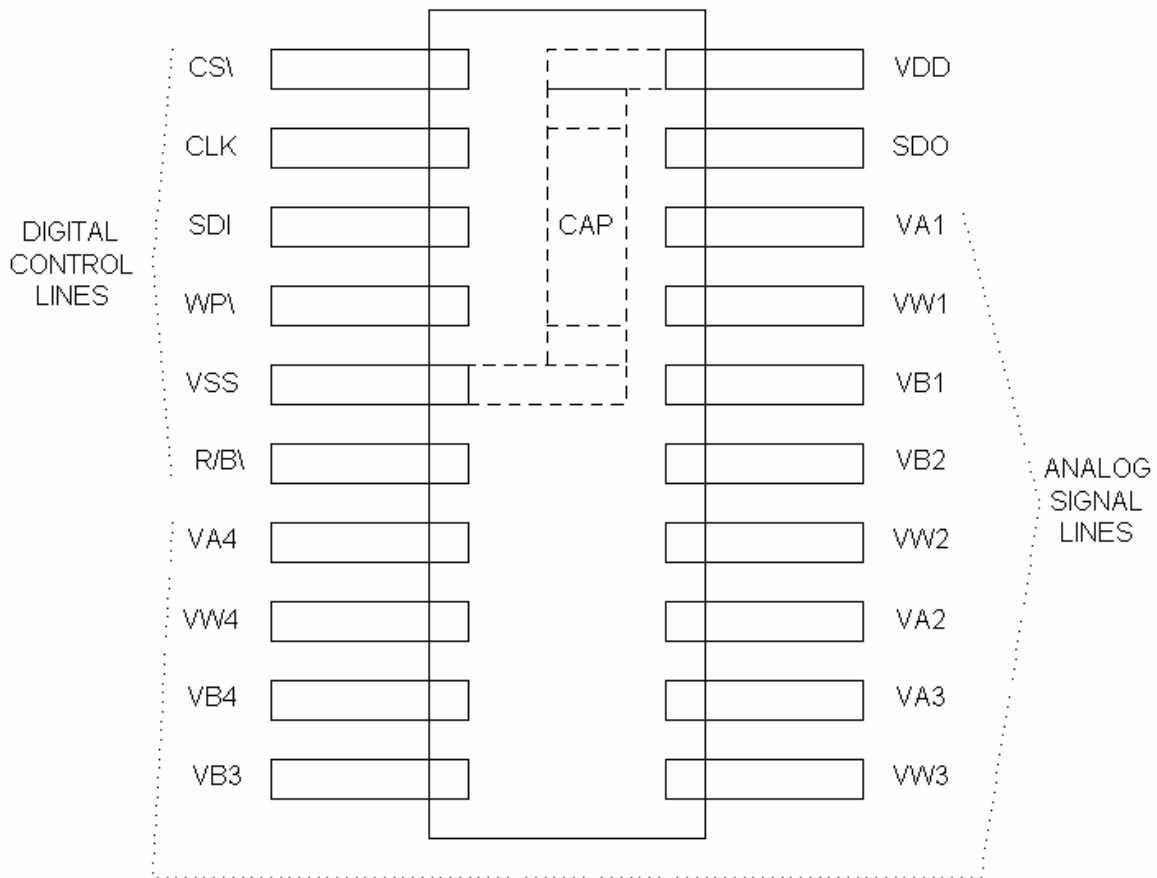 CS\
CLK
SDI
WP\
VSS
R/B\
VA4
VW4
VB4
VB3
DIGITAL
CONTROL
LINES
CAP
VDD
SDO
VA1
VW1
VB1
VB2
VW2
VA2
VA3
VW3
ANALOG
SIGNAL
LINES